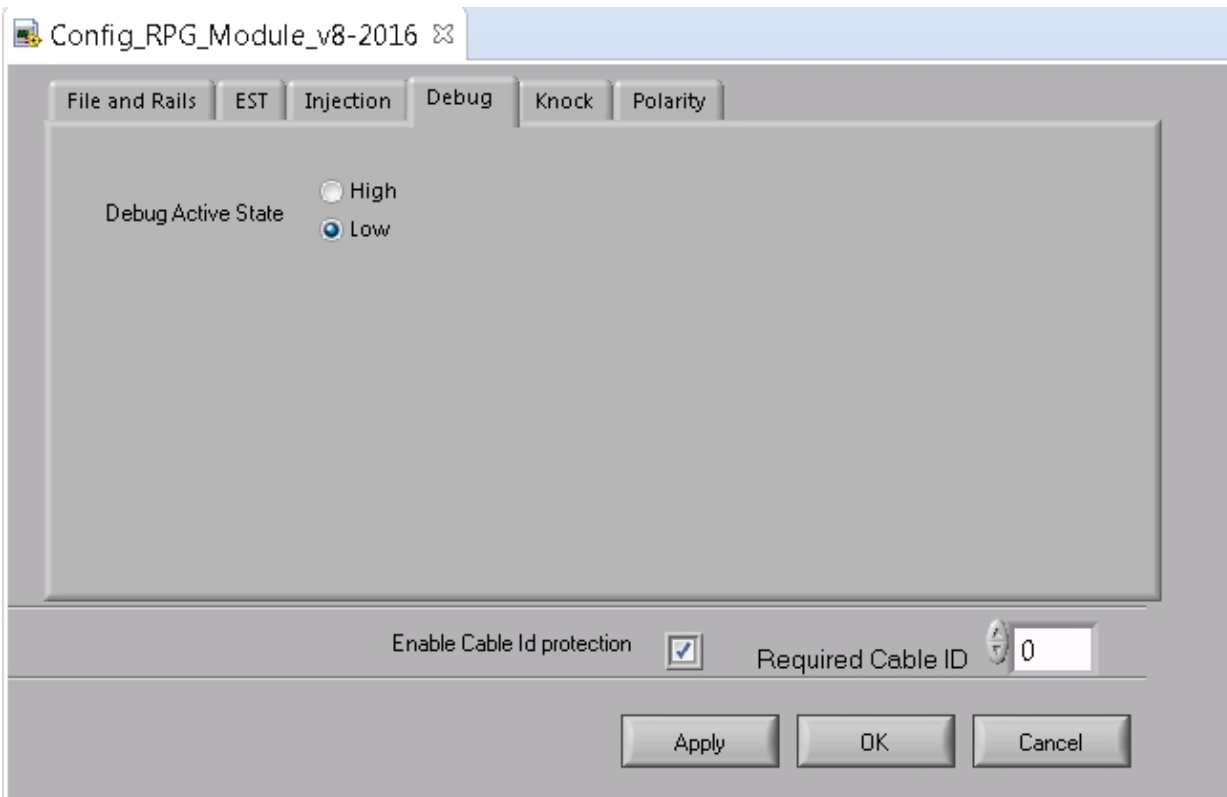 Config_RPG_Module_v8-2016
File and Rails EST Injection Debug Knock Polarity
High
Debug Active State
Low
Enable Cable Id protection Required Cable ID 0
Apply OK Cancel